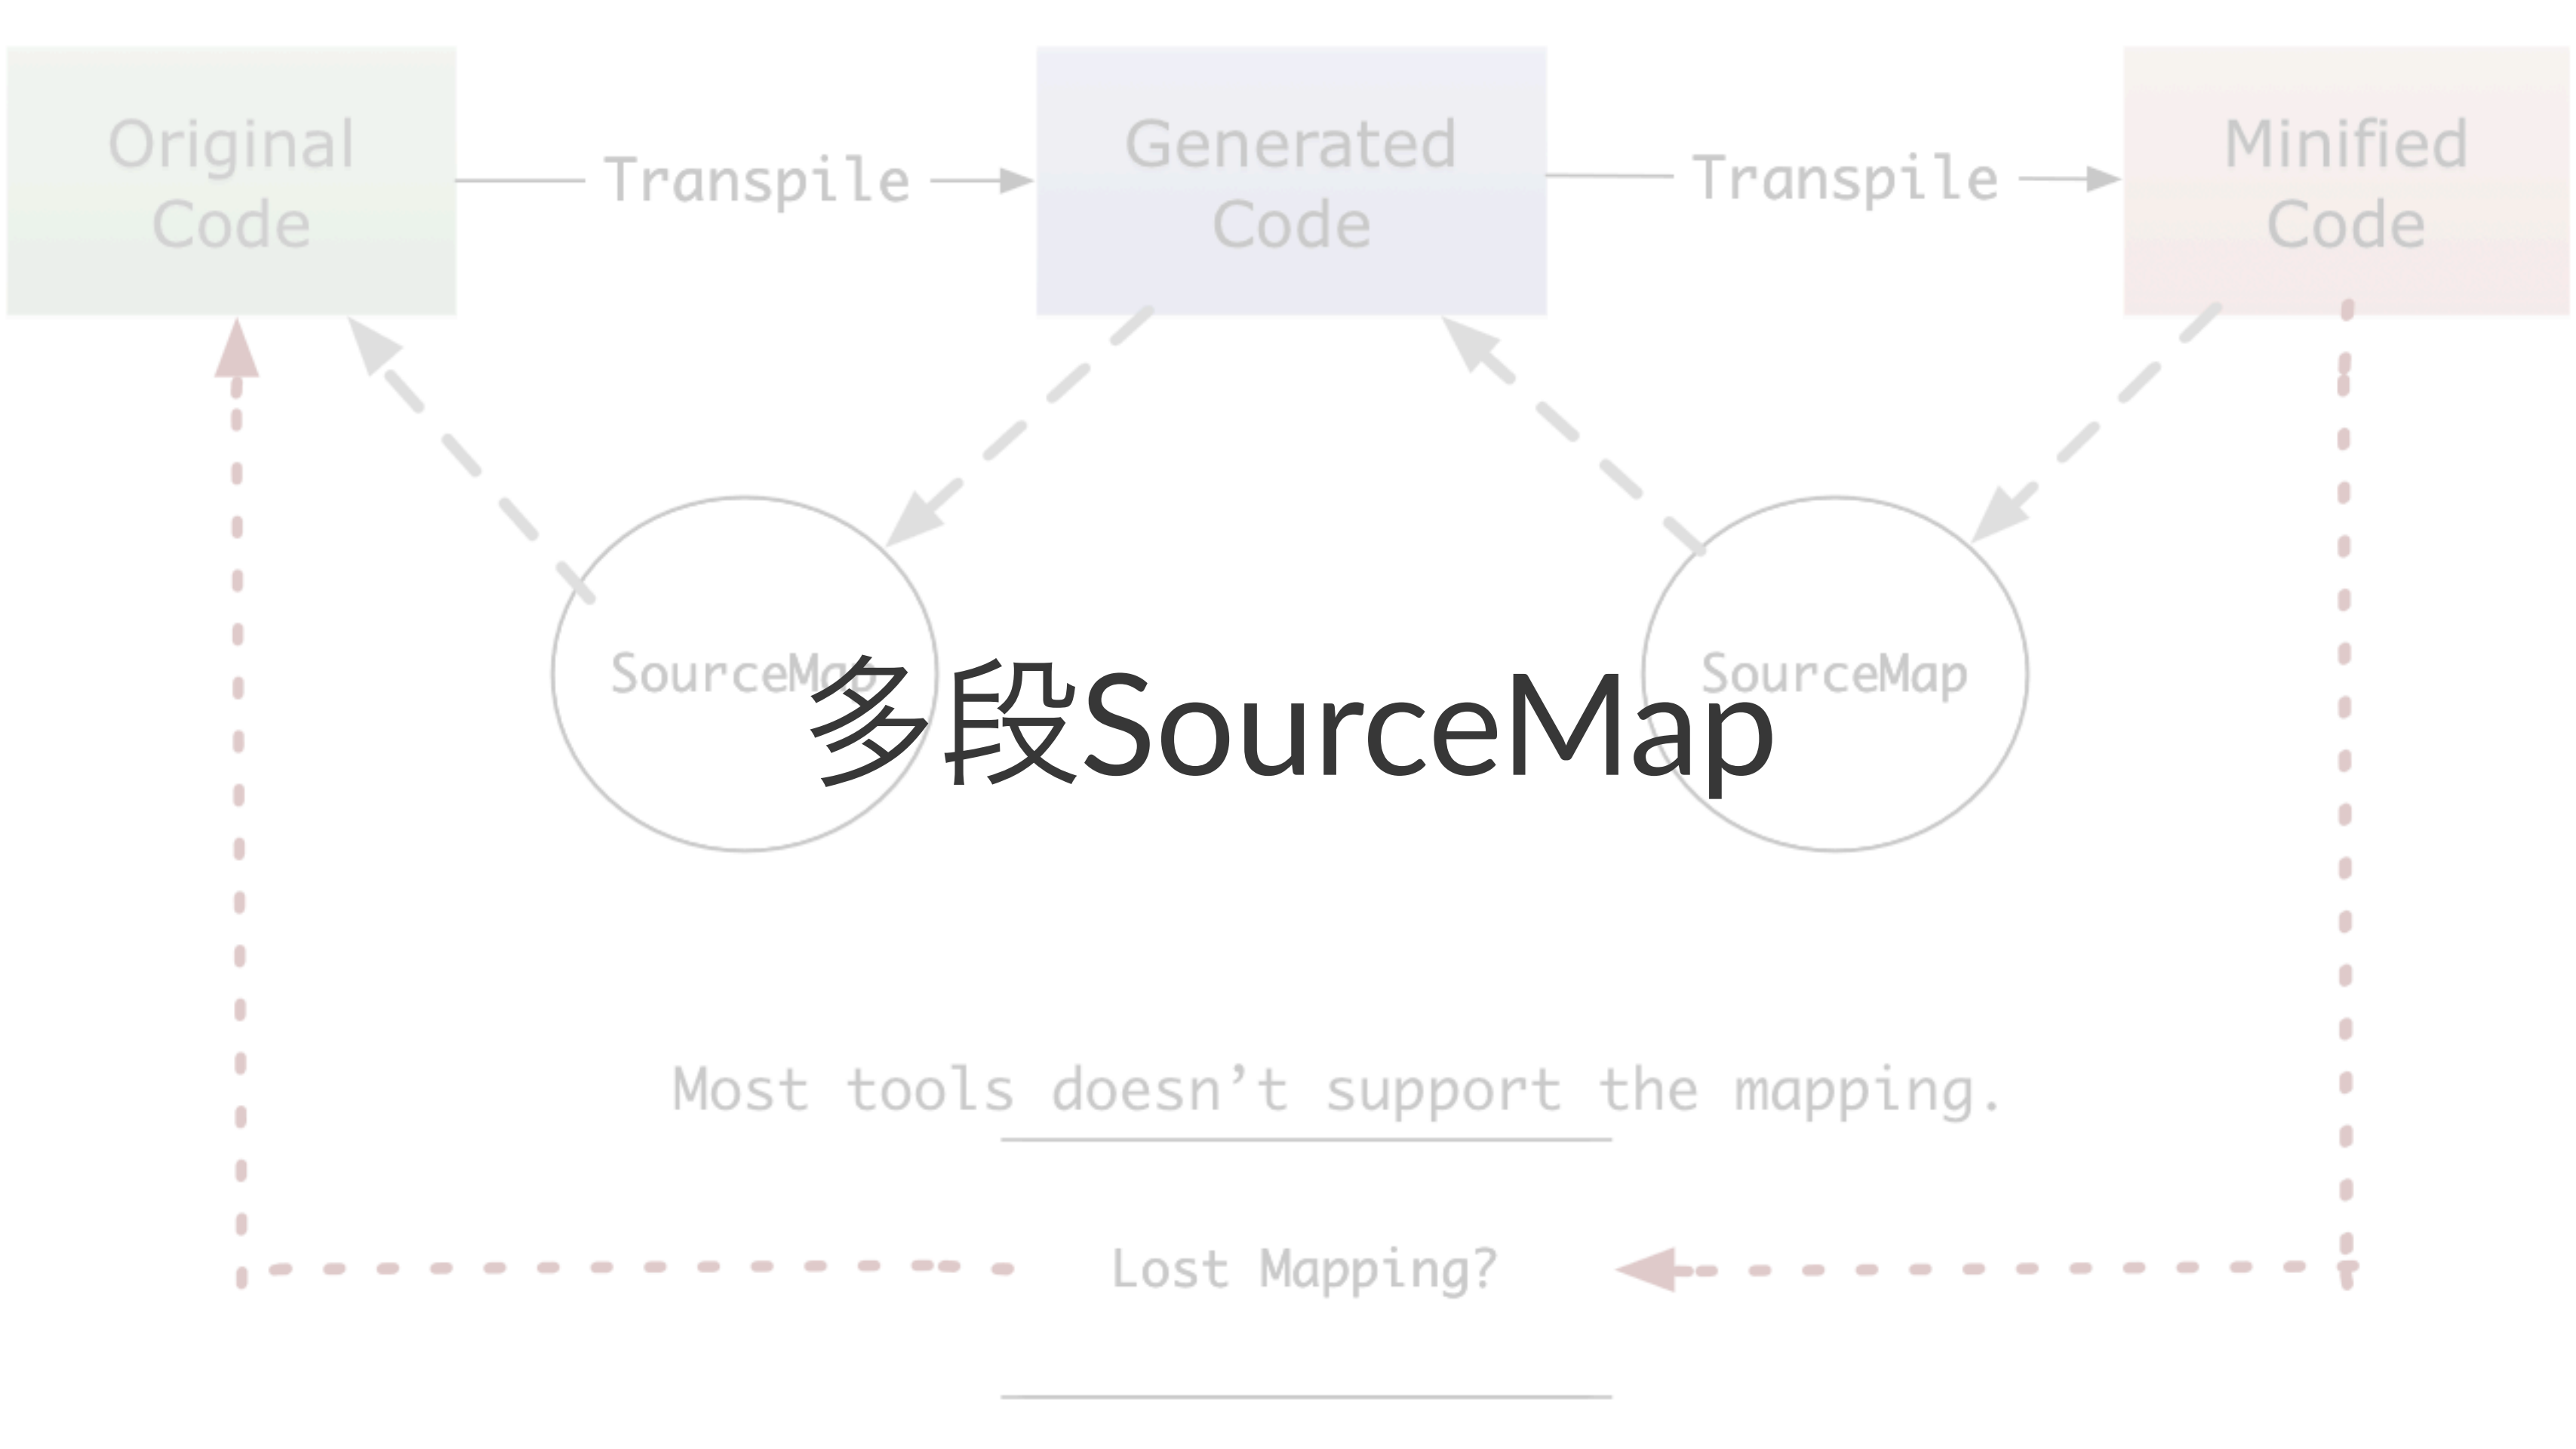 Original
Code
Transpile
Generated
Code
Transpile
Minified
Code
SourceMap
SourceMap
多段SourceMap
Most tools doesn’t support the mapping.
Lost Mapping?